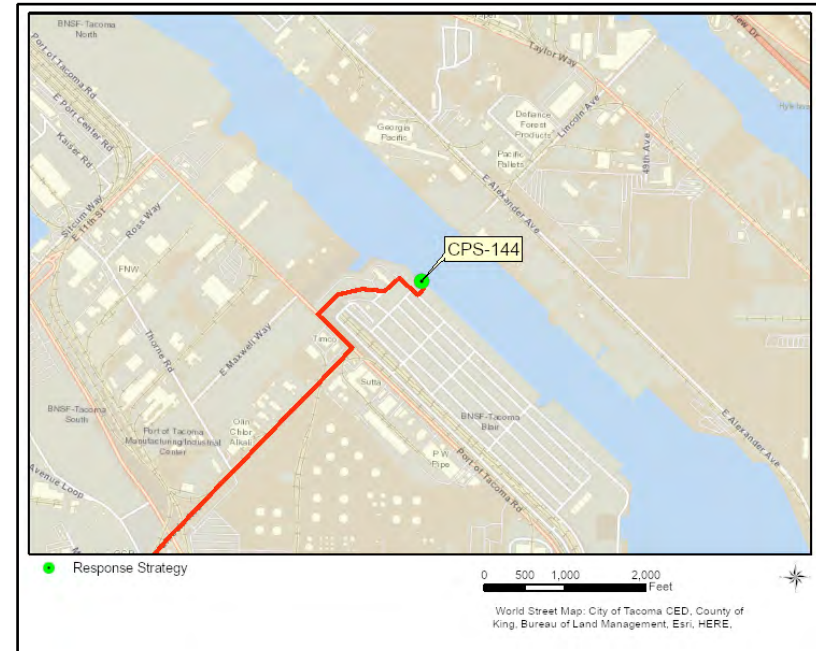 BNSF-Tacoma
North
Port of Tacoma Rd
E Port Center Rd
Kaiser Rd
Sitcum Way
E 11th St
Ross Way
FNW
Thorne Rd
E Maxwell Way
Timco
BNSF-Tacoma
South
Port of Tacoma
Manufacturing/Industrial
Center
Olin
Chlor
Alkali
Avenue Loop
Sutta
P W
Pipe
Port of Tacoma Rd
BNSF-Tacoma
Blair
CPS-144
Georgia
Pacific
Defiance
Forest
Products
Pacific
Pallets
Lincoln Ave
Taylor Way
49th Ave
E Alexander Ave
E Alexander Ave
Response Strategy
0 500 1,000 2,000
Feet
World Street Map: City of Tacoma CED, County of
King, Bureau of Land Management, Esri, HERE,